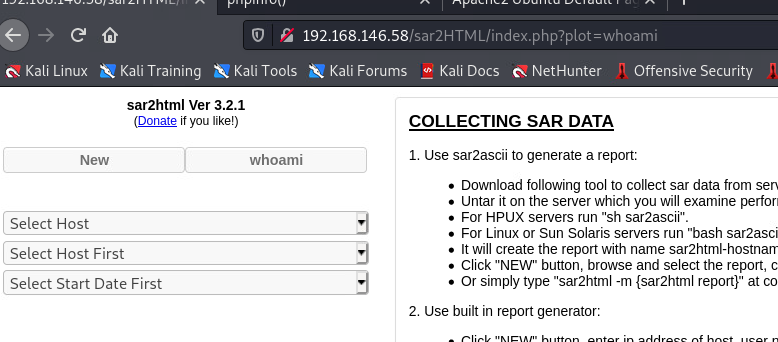 192.168.146.58/sar2HTML/i
phpinfo()
Apache2 Ubuntu Default Pag
192.168.146.58/sar2HTML/index.php?plot=whoami
Kali Linux Kali Training Kali Tools Kali Forums Kali Docs NetHunter Offensive Security
sar2html Ver 3.2.1
(Donate if you like!)
New whoami
Select Host
Select Host First
Select Start Date First
COLLECTING SAR DATA
1. Use sar2ascii to generate a report:
Download following tool to collect sar data from serv
Untar it on the server which you will examine perfor
For HPUX servers run "sh sar2ascii".
For Linux or Sun Solaris servers run "bash sar2ascii
It will create the report with name sar2html-hostnam
Click "NEW" button, browse and select the report, c
Or simply type "sar2html -m {sar2html report}" at co
2. Use built in report generator:
Click "NEW" button, enter ip address of host, user n